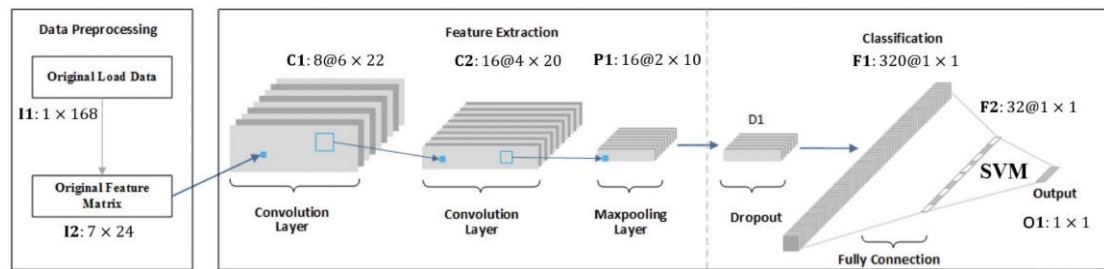 Data Preprocessing
Original Load Data
I1: 1 × 168
Original Feature
Matrix
I2: 7 × 24
Feature Extraction
C1: 8@6 × 22
C2: 16@4 × 20
P1: 16@2 × 10
Convolution
Layer
Convolution
Layer
Maxpooling
Layer
Classification
F1: 320@1 × 1
F2: 32@1 × 1
D1
SVM
Output
Dropout
O1: 1 × 1
Fully Connection